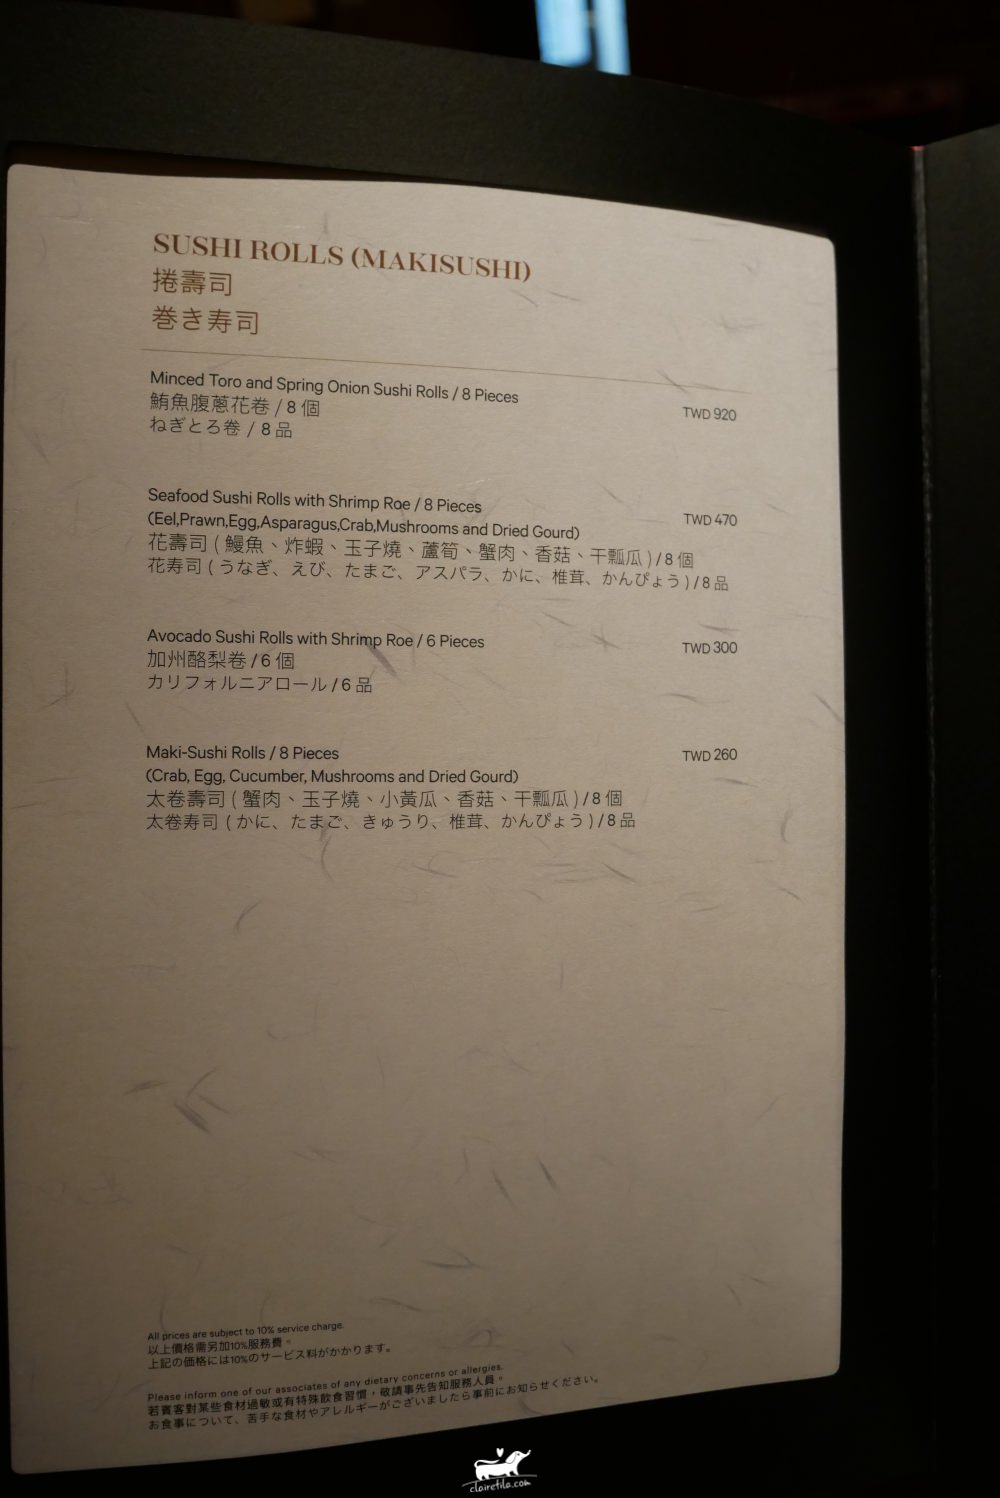 SUSHI ROLLS (MAKISUSHI)
捲壽司
巻き寿司
Minced Toro and Spring Onion Sushi Rolls / 8 Pieces
鮪魚腹蔥花卷 / 8 個
TWD 920
ねぎとろ卷 / 8 品
Seafood Sushi Rolls with Shrimp Roe / 8 Pieces
TWD 470
(Eel,Prawn,Egg,Asparagus,Crab,Mushrooms and Dried Gourd)
花壽司 ( 鰻魚、炸蝦、玉子燒、蘆筍、蟹肉、香菇、干瓢瓜 ) / 8 個
花寿司 ( うなぎ、えび、たまご、アスパラ、かに、椎茸、かんぴょう ) / 8 品
Avocado Sushi Rolls with Shrimp Roe / 6 Pieces
TWD 300
加州酪梨卷 / 6 個
カリフォルニアロール / 6 品
Maki-Sushi Rolls / 8 Pieces
TWD 260
(Crab, Egg, Cucumber, Mushrooms and Dried Gourd)
太卷壽司 ( 蟹肉、玉子燒、小黃瓜、香菇、干瓢瓜 ) / 8 個
太卷寿司 ( かに、たまご、きゅうり、椎茸、かんぴょう ) / 8 品
All prices are subject to 10% service charge.
以上價格需另加10%服務費。
上記の価格には10%のサービス料がかかります。
Please inform one of our associates of any dietary concerns or allergies.
若賓客對某些食材過敏或有特殊飲食習慣，敬請事先告知服務人員。
お食事について、苦手な食材やアレルギーがございましたら事前にお知らせください。
clairefila.com